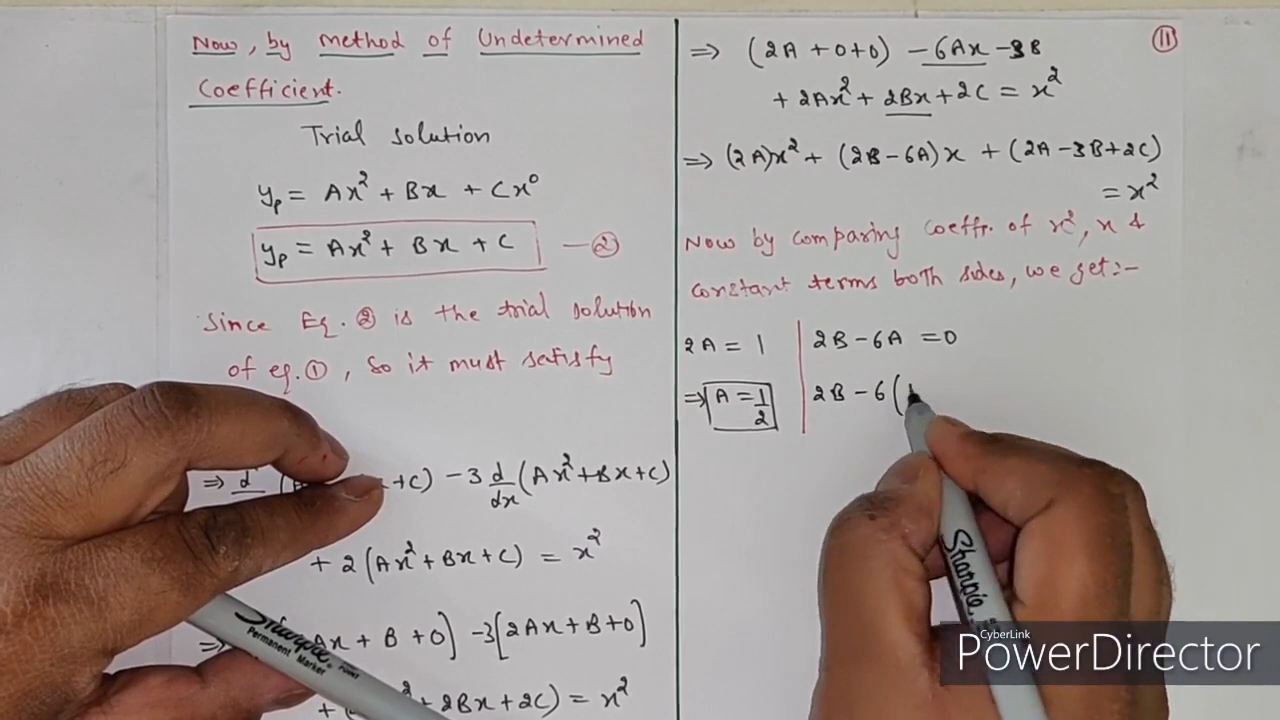 Now, by method of Undetermined
Coefficient.
Trial solution
yₚ = Ax² + Bx + Cx⁰
yₚ = Ax² + Bx + C — ②
Since Eq. ② is the trial solution
of eq. ①, So it must satisfy
⇒ d +C) - 3 d/dx (Ax² + Bx + C)
+ 2 (Ax² + Bx + C) = x²
⇒ Ax + B + 0] - 3[2Ax + B + 0]
+ 2Bx + 2C) = x²
⑪
⇒ (2A + 0 + 0) - 6Ax - 3B
+ 2Ax² + 2Bx + 2C = x²
⇒ (2A)x² + (2B - 6A)x + (2A - 3B + 2C)
= x²
Now by comparing coeffr. of x², x &
constant terms both sides, we get:-
2A = 1
⇒ A = 1/2
2B - 6A = 0
2B - 6 (
Sharpie
Permanent Marker
Sharpie
CyberLink
PowerDirector